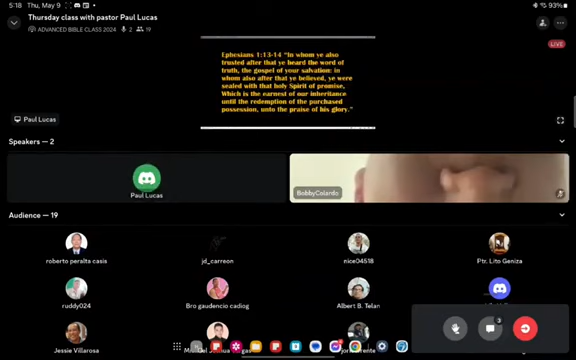 5:18 Thu, May 9
93%
Thursday class with pastor Paul Lucas
ADVANCED BIBLE CLASS 2024 2 19
LIVE
Ephesians 1:13-14 "In whom ye also
trusted after that ye heard the word of
truth, the gospel of your salvation: in
whom also after that ye believed, ye were
sealed with that holy Spirit of promise,
Which is the earnest of our inheritance
until the redemption of the purchased
possession, unto the praise of his glory."
Paul Lucas
Speakers — 2
Paul Lucas
BobbyColardo
Audience — 19
roberto peralta casis
jd_carreon
nice04518
Ptr. Lito Geniza
ruddy024
Bro gaudencio cadiog
Albert B. Telan
3
Jessie Villarosa